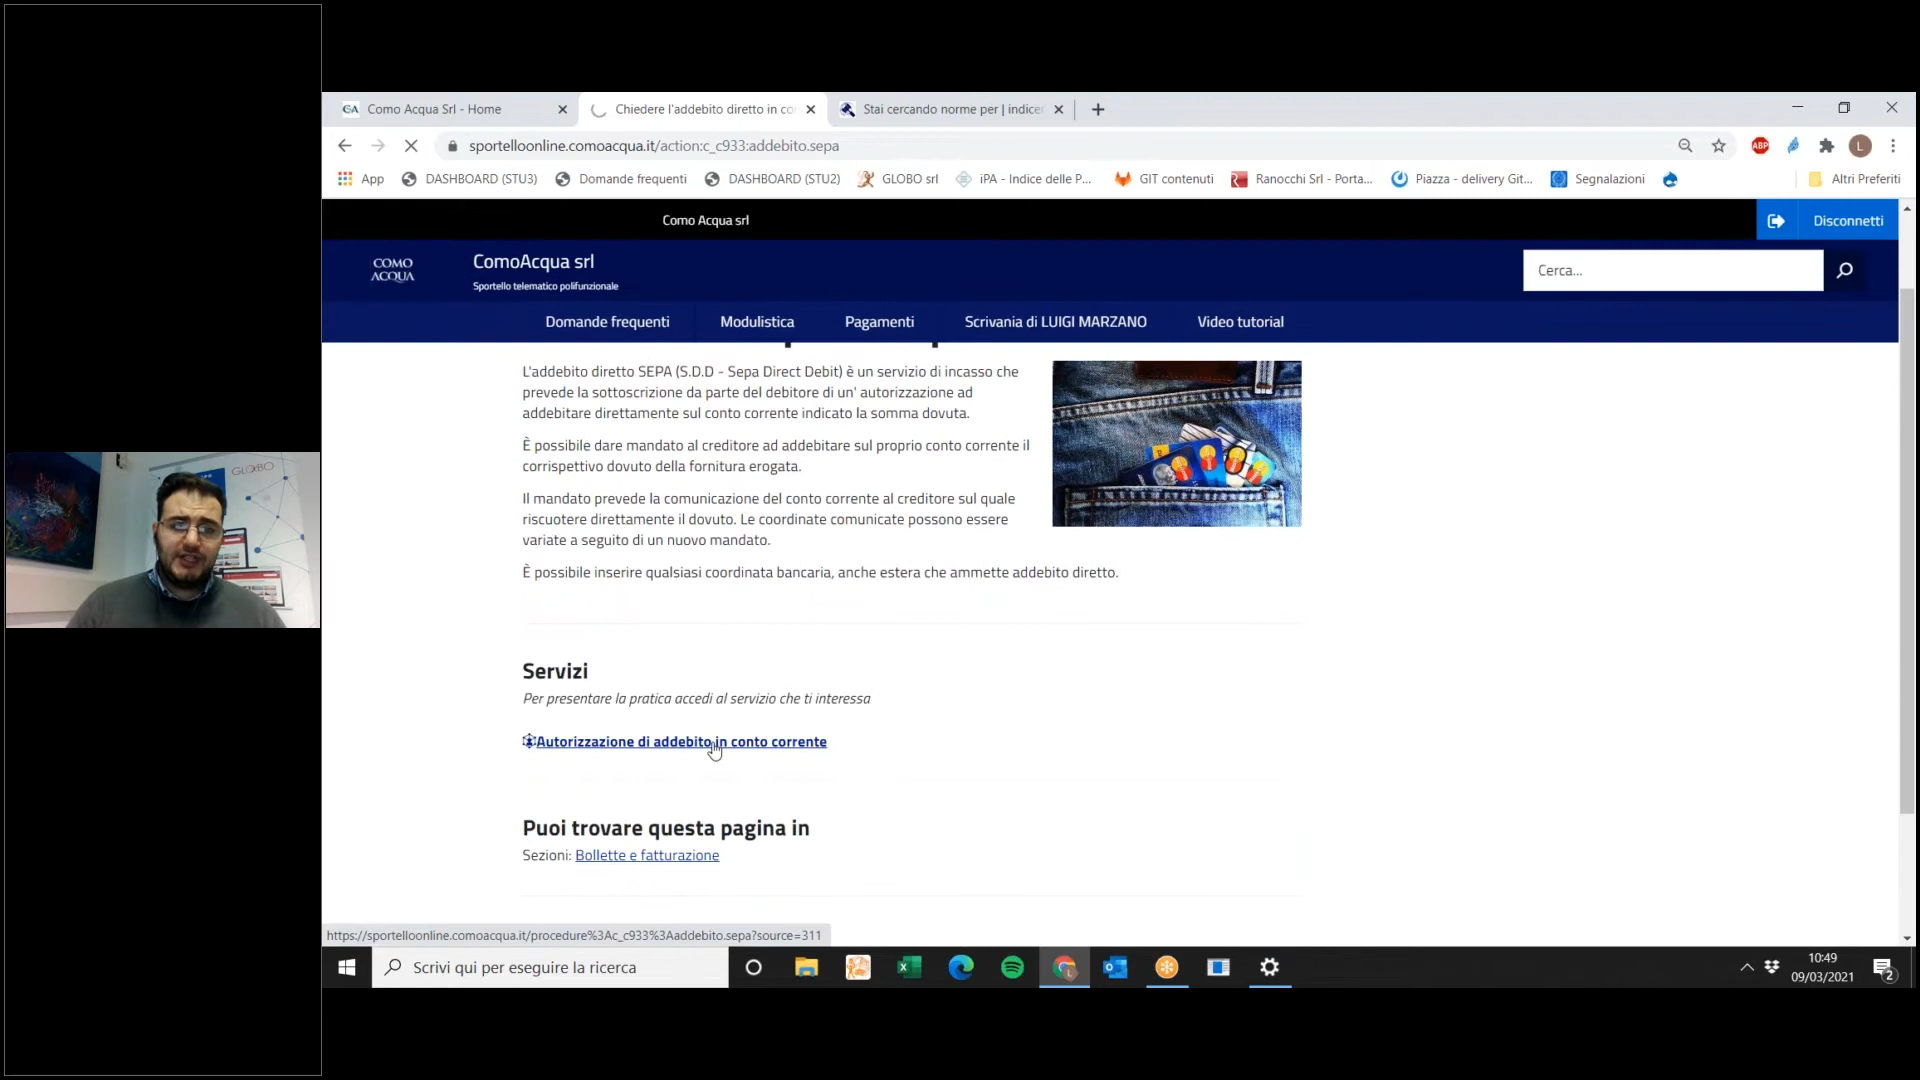 Como Acqua Srl - Home
Chiedere l'addebito diretto in co
Stai cercando norme per | indice
sportelloonline.comoacqua.it/action:c_c933:addebito.sepa
ABP
L
App
DASHBOARD (STU3)
Domande frequenti
DASHBOARD (STU2)
GLOBO srl
iPA - Indice delle P...
GIT contenuti
Ranocchi Srl - Porta...
Piazza - delivery Git...
Segnalazioni
Altri Preferiti
Como Acqua srl
Disconnetti
COMO
ACQUA
ComoAcqua srl
Sportello telematico polifunzionale
Cerca...
Domande frequenti
Modulistica
Pagamenti
Scrivania di LUIGI MARZANO
Video tutorial
L'addebito diretto SEPA (S.D.D - Sepa Direct Debit) è un servizio di incasso che
prevede la sottoscrizione da parte del debitore di un' autorizzazione ad
addebitare direttamente sul conto corrente indicato la somma dovuta.
È possibile dare mandato al creditore ad addebitare sul proprio conto corrente il
corrispettivo dovuto della fornitura erogata.
Il mandato prevede la comunicazione del conto corrente al creditore sul quale
riscuotere direttamente il dovuto. Le coordinate comunicate possono essere
variate a seguito di un nuovo mandato.
È possibile inserire qualsiasi coordinata bancaria, anche estera che ammette addebito diretto.
Servizi
Per presentare la pratica accedi al servizio che ti interessa
Autorizzazione di addebito in conto corrente
Puoi trovare questa pagina in
Sezioni: Bollette e fatturazione
https://sportelloonline.comoacqua.it/procedure%3Ac_c933%3Aaddebito.sepa?source=311
Scrivi qui per eseguire la ricerca
10:49
09/03/2021
2
GLOBO